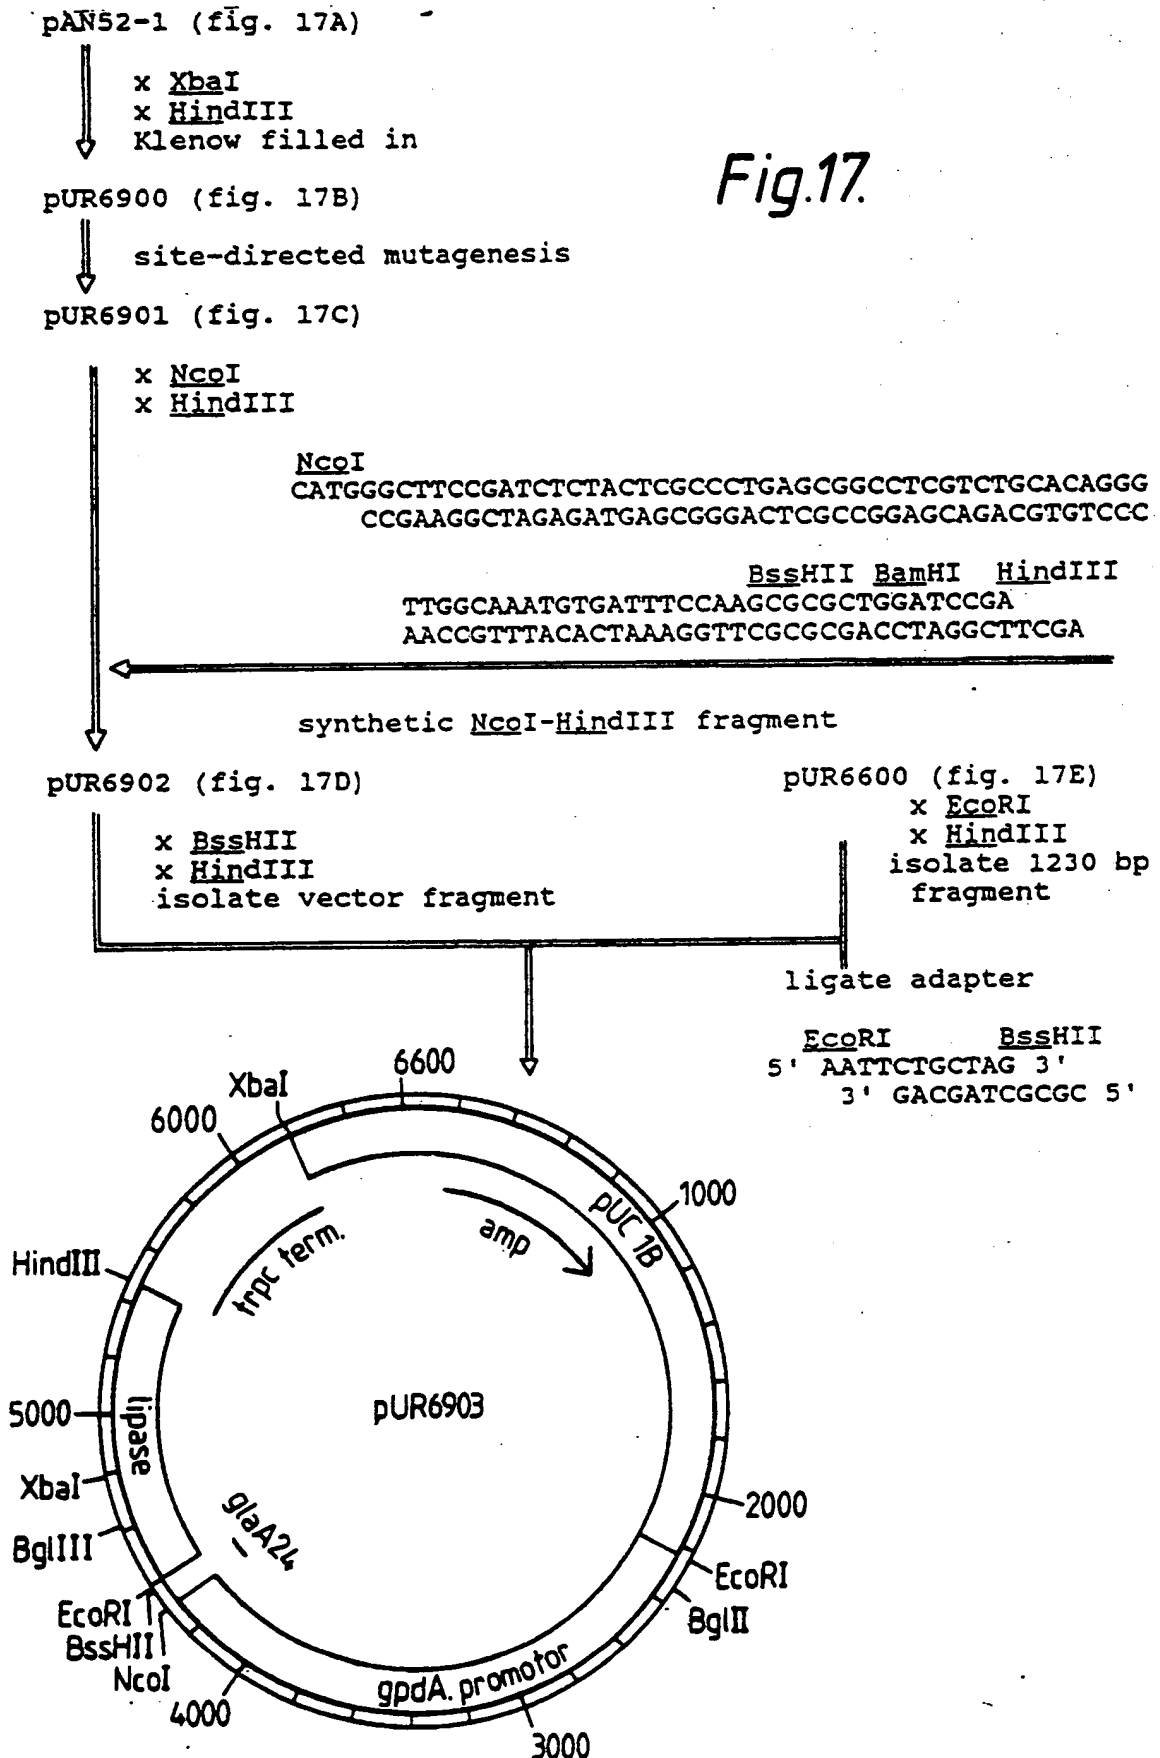 pAN52-1 (fig. 17A)
x XbaI
x HindIII
Klenow filled in
Fig.17.
pUR6900 (fig. 17B)
site-directed mutagenesis
pUR6901 (fig. 17C)
x NcoI
x HindIII
NcoI
CATGGGCTTCCGATCTCTACTCGCCCTGAGCGGCCTCGTCTGCACAGGG
CCGAAGGCTAGAGATGAGCGGGACTCGCCGGAGCAGACGTGTCCC
BssHII BamHI HindIII
TTGGCAAATGTGATTTCCAAGCGCGCTGGATCCGA
AACCGTTTACACTAAAGGTTCGCGCGACCTAGGCTTCGA
synthetic NcoI-HindIII fragment
pUR6902 (fig. 17D)
x BssHII
x HindIII
isolate vector fragment
pUR6600 (fig. 17E)
x EcoRI
x HindIII
isolate 1230 bp
fragment
ligate adapter
EcoRI BssHII
5' AATTCTGCTAG 3'
3' GACGATCGCGC 5'
6600
XbaI
6000
1000
pUC 1B
amp
trpc term.
HindIII
lipase
5000
pUR6903
XbaI
glaA24
2000
BglIII
EcoRI
BglII
EcoRI
BssHII
NcoI
gpdA. promotor
4000
3000